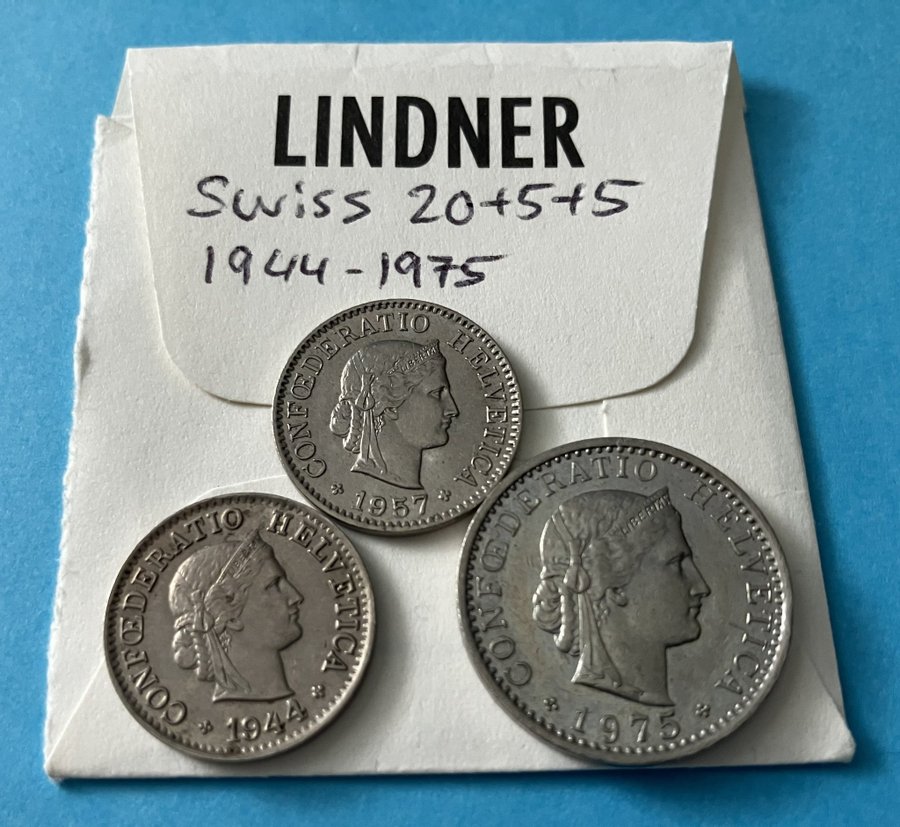 LINDNER
Swiss 20+5+5
1944-1975
CONFŒDERATIO HELVETICA
LIBERTAS
* 1957 *
CONFŒDERATIO HELVETICA
* 1944 *
CONFŒDERATIO HELVETICA
LIBERTAS
* 1975 *